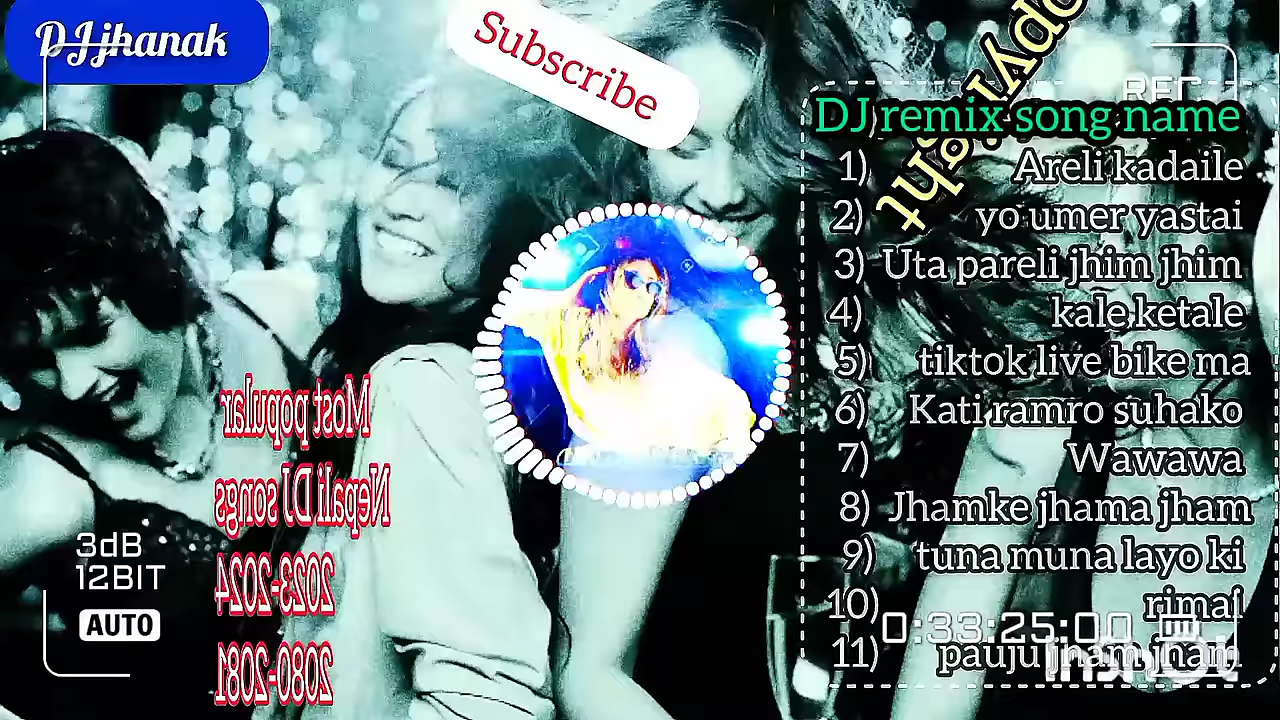 DJjhanak
Subscribe
opyright
REC
DJ remix song name
1) Areli kadaile
2) yo umer yastai
3) Uta pareli jhim jhim
4) kale ketale
5) tiktok live bike ma
6) Kati ramro suhako
7) Wawawa
8) Jhamke jhama jham
9) tuna muna layo ki
10) rimai
11) pauju jham jham
Most popular
Nepali DJ songs
2023-2024
2080-2081
3dB
12BIT
AUTO
0:33:25:00
InShot